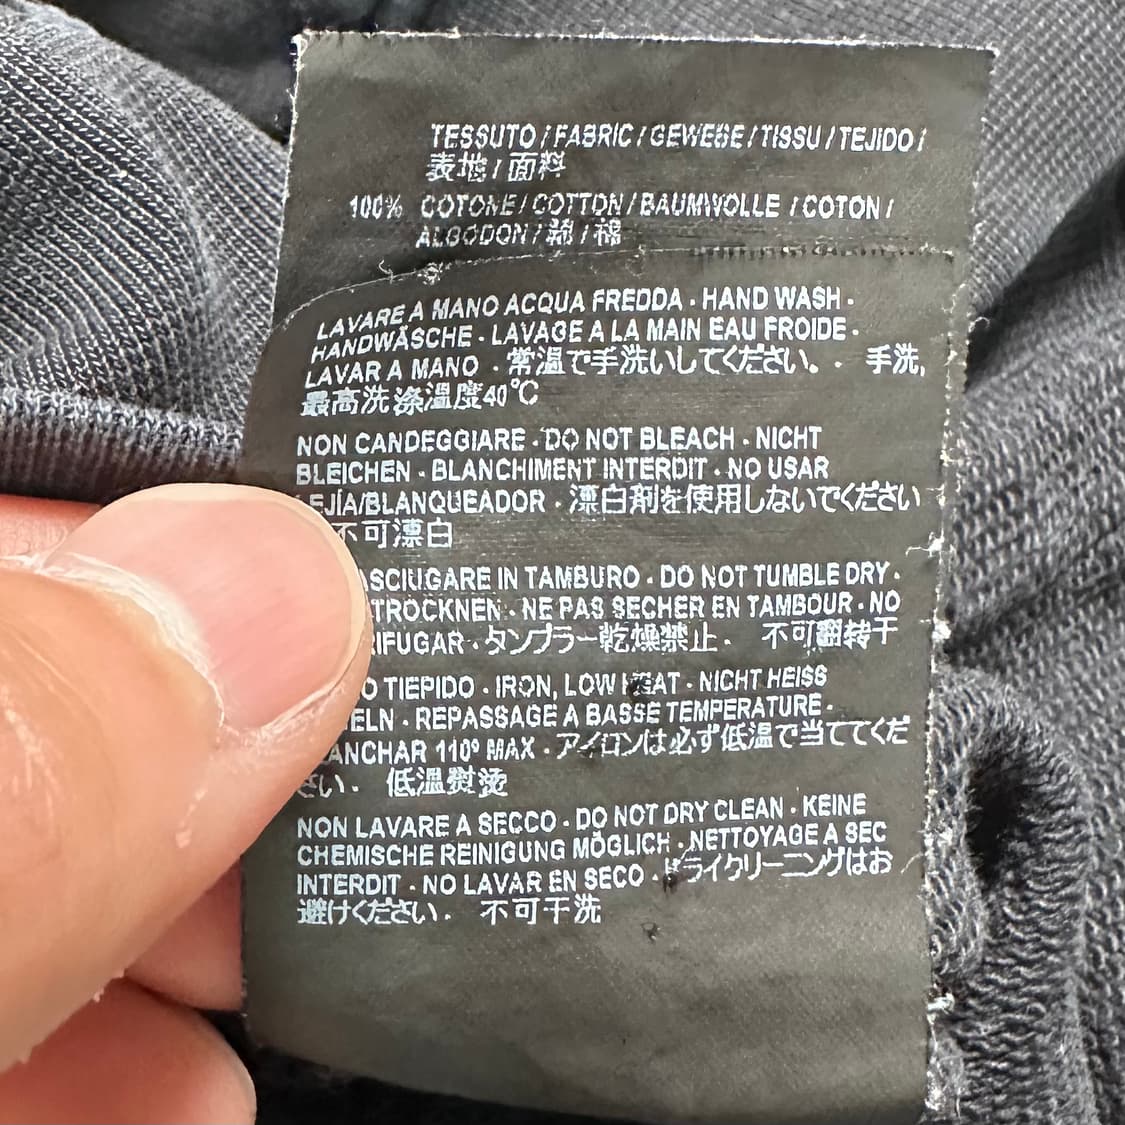 TESSUTO / FABRIC / GEWEBE / TISSU / TEJIDO /
表地 / 面料
100% COTONE / COTTON / BAUMWOLLE / COTON /
ALGODON / 綿 / 棉
LAVARE A MANO ACQUA FREDDA · HAND WASH ·
HANDWÄSCHE · LAVAGE A LA MAIN EAU FROIDE ·
LAVAR A MANO · 常温で手洗いしてください。 · 手洗,
最高洗涤温度40°C
NON CANDEGGIARE · DO NOT BLEACH · NICHT
BLEICHEN · BLANCHIMENT INTERDIT · NO USAR
EJÍA/BLANQUEADOR · 漂白剤を使用しないでください
不可漂白
SCIUGARE IN TAMBURO · DO NOT TUMBLE DRY ·
TROCKNEN · NE PAS SECHER EN TAMBOUR · NO
RIFUGAR · タンブラー乾燥禁止 · 不可翻转干
O TIEPIDO · IRON, LOW HEAT · NICHT HEISS
ELN · REPASSAGE A BASSE TEMPERATURE ·
ANCHAR 110º MAX · アイロンは必ず低温で当ててくだ
さい · 低温熨烫
NON LAVARE A SECCO · DO NOT DRY CLEAN · KEINE
CHEMISCHE REINIGUNG MÖGLICH · NETTOYAGE A SEC
INTERDIT · NO LAVAR EN SECO · ドライクリーニングはお
避けください · 不可干洗